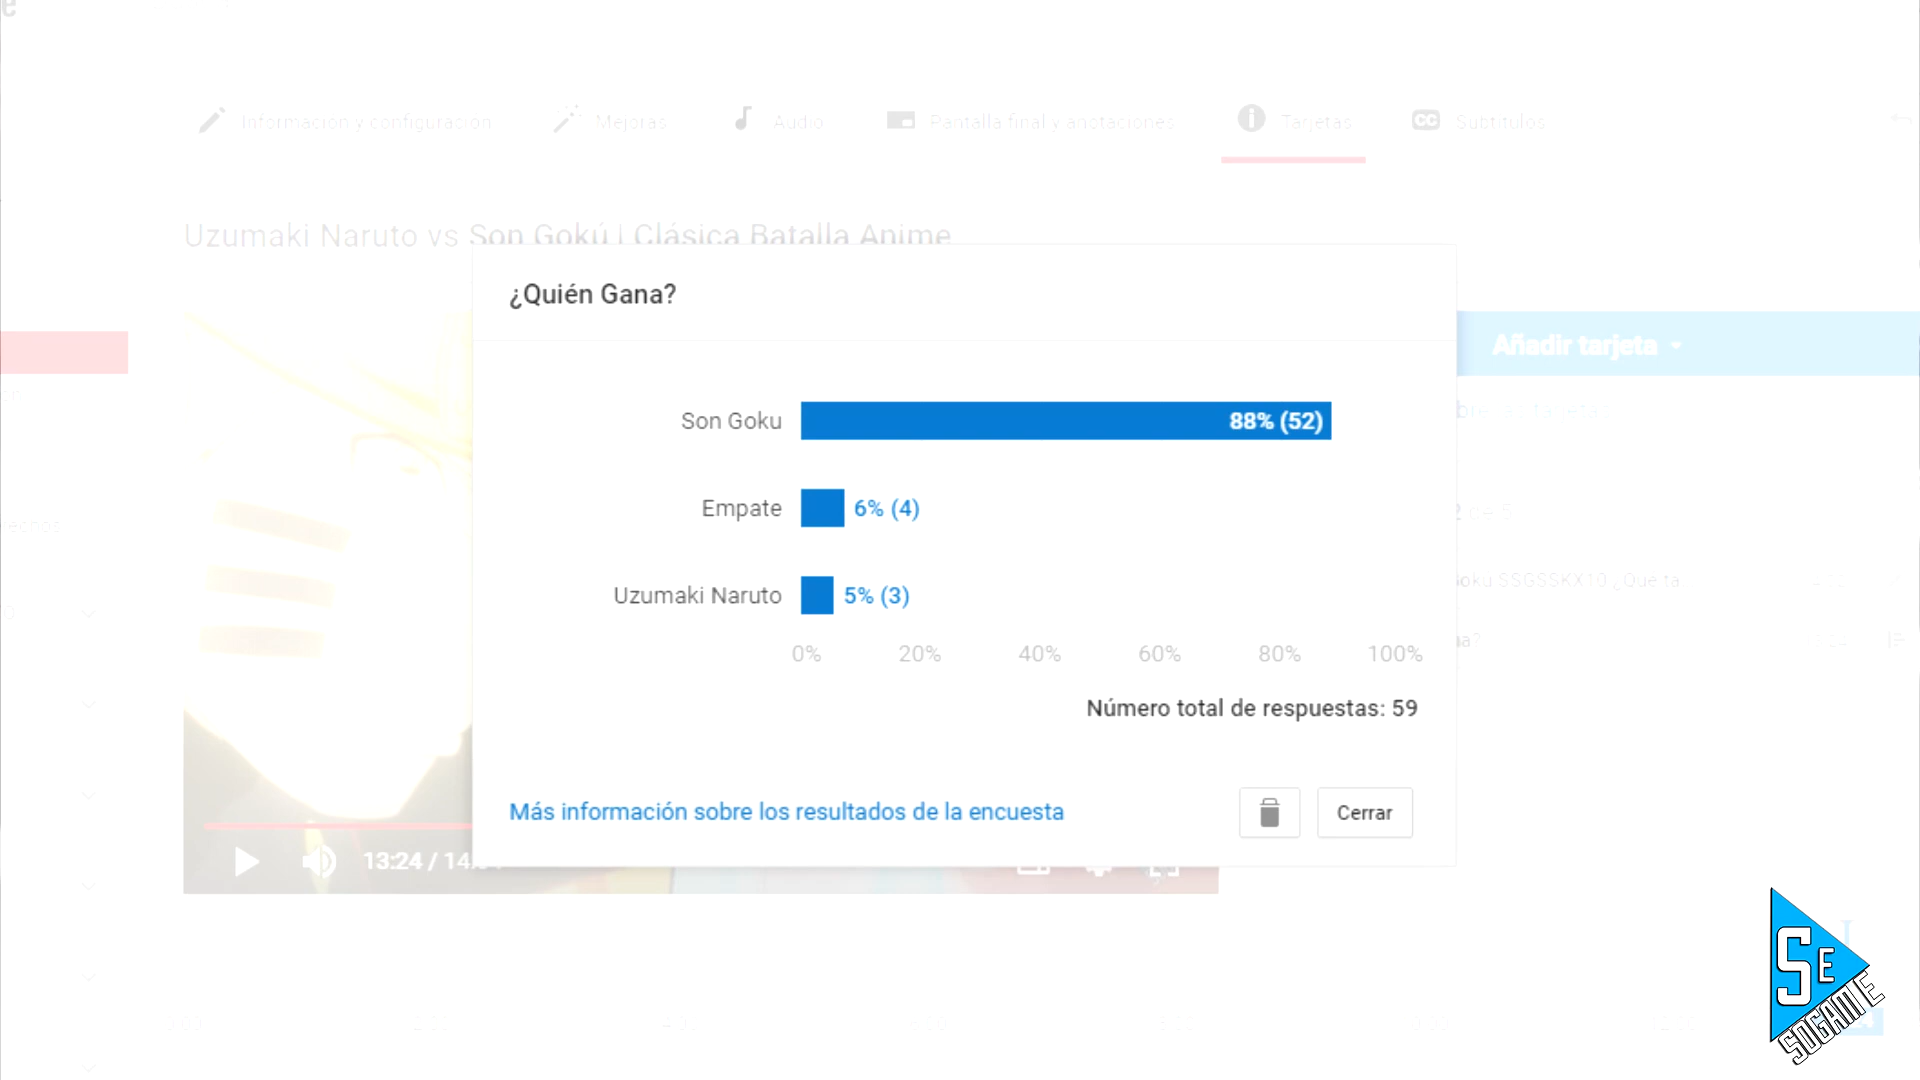 Información y configuración
Mejoras
Audio
Pantalla final y anotaciones
Tarjetas
CC
Subtítulos
Uzumaki Naruto vs Son Gokú | Clásica Batalla Anime
¿Quién Gana?
Añadir tarjeta
Son Goku 88% (52)
Empate 6% (4)
Uzumaki Naruto 5% (3)
0% 20% 40% 60% 80% 100%
Número total de respuestas: 59
Más información sobre los resultados de la encuesta
Cerrar
13:24 / 14:
SE
SOGAME